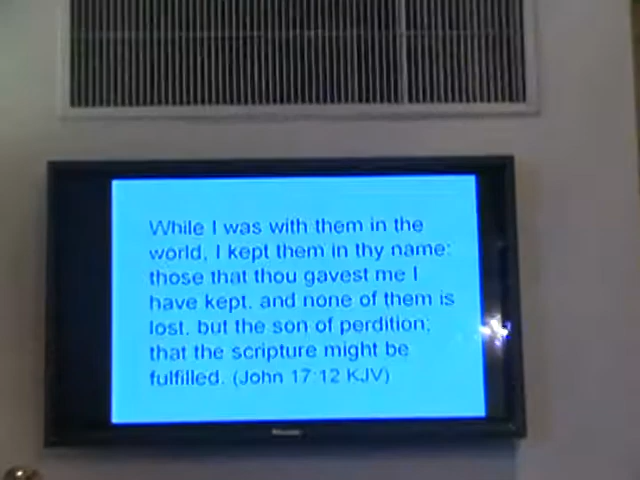 While I was with them in the
world, I kept them in thy name:
those that thou gavest me I
have kept, and none of them is
lost, but the son of perdition;
that the scripture might be
fulfilled. (John 17:12 KJV)